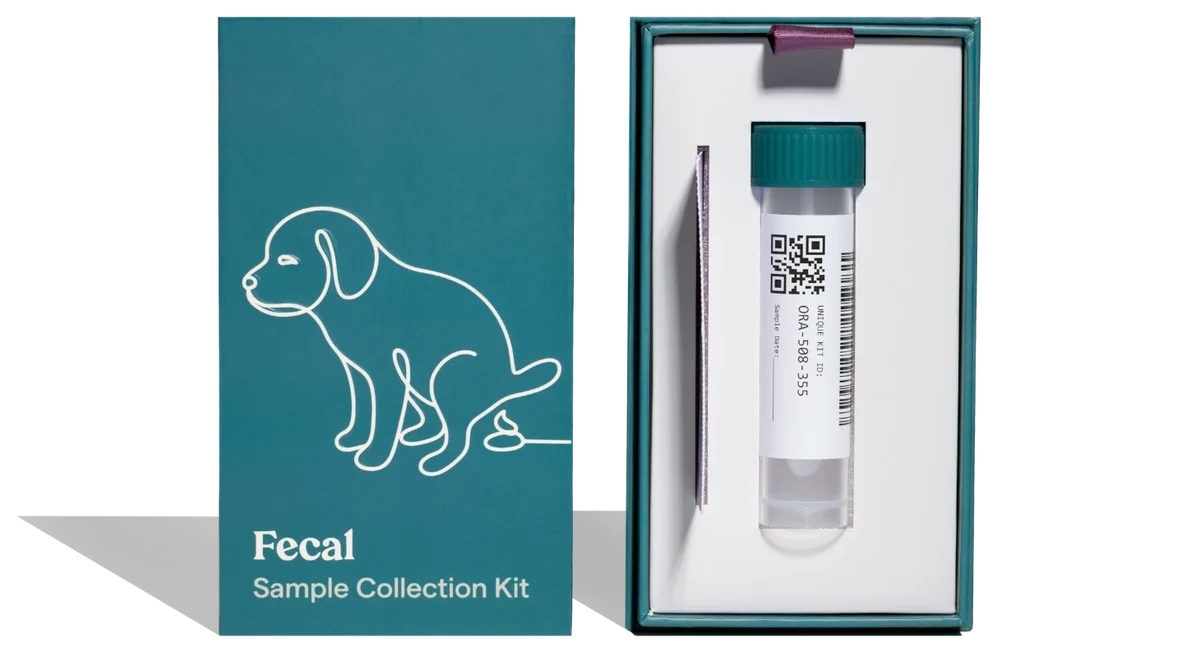 Fecal
Sample Collection Kit
UNIQUE KIT ID:
ORA-508-355
Sample Date: